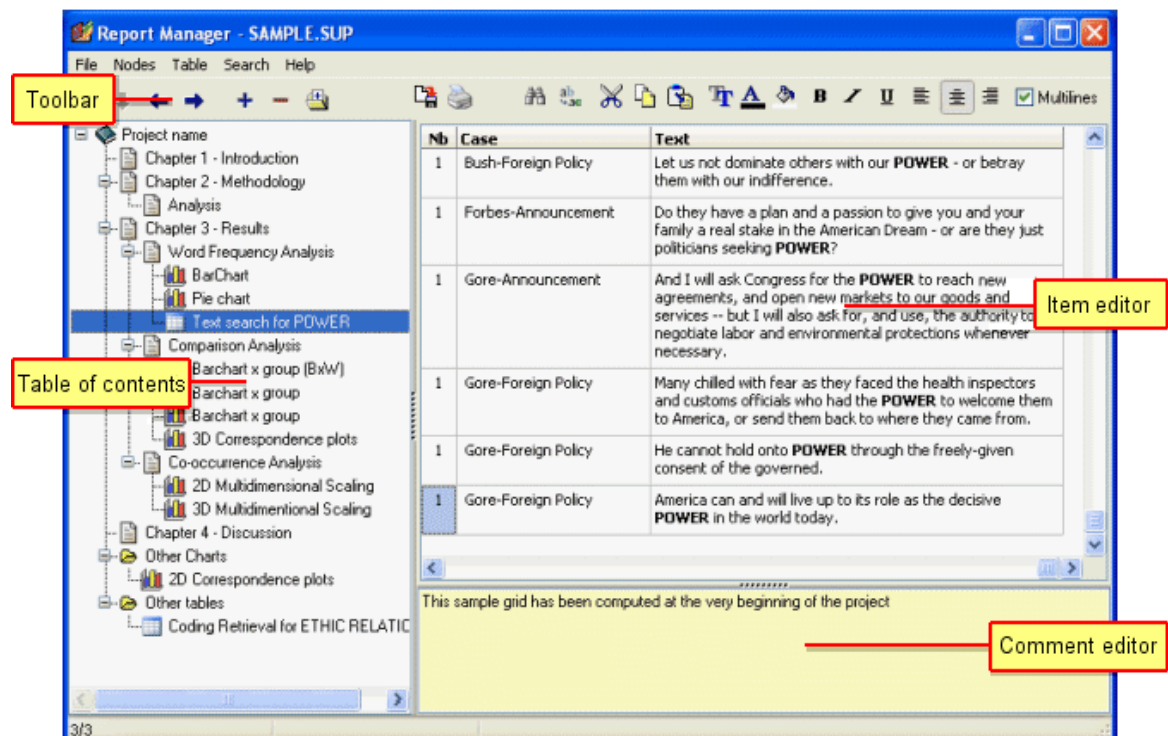 Report Manager - SAMPLE.SUP
File Nodes Table Search Help
Toolbar
Multilines
Project name
Chapter 1 - Introduction
Chapter 2 - Methodology
Analysis
Chapter 3 - Results
Word Frequency Analysis
BarChart
Pie chart
Text search for POWER
Comparison Analysis
Barchart x group (BxW)
Table of contents
Barchart x group
Barchart x group
3D Correspondence plots
Co-occurrence Analysis
2D Multidimensional Scaling
3D Multidimentional Scaling
Chapter 4 - Discussion
Other Charts
2D Correspondence plots
Other tables
Coding Retrieval for ETHIC RELATIC
Nb Case Text
1 Bush-Foreign Policy Let us not dominate others with our POWER - or betray
them with our indifference.
1 Forbes-Announcement Do they have a plan and a passion to give you and your
family a real stake in the American Dream - or are they just
politicians seeking POWER?
1 Gore-Announcement And I will ask Congress for the POWER to reach new
agreements, and open new markets to our goods and
services -- but I will also ask for, and use, the authority to
negotiate labor and environmental protections whenever
necessary.
Item editor
1 Gore-Foreign Policy Many chilled with fear as they faced the health inspectors
and customs officials who had the POWER to welcome them
to America, or send them back to where they came from.
1 Gore-Foreign Policy He cannot hold onto POWER through the freely-given
consent of the governed.
1 Gore-Foreign Policy America can and will live up to its role as the decisive
POWER in the world today.
This sample grid has been computed at the very beginning of the project
Comment editor
3/3